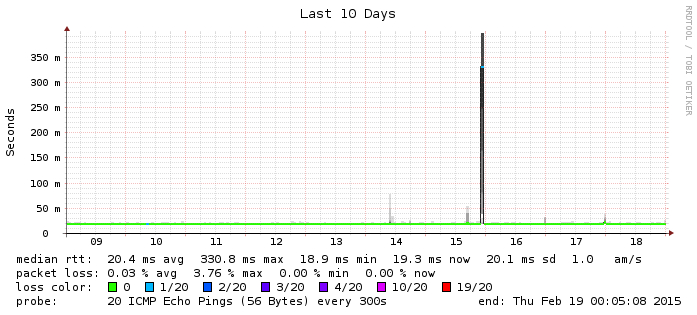 Last 10 Days
RRDTOOL / TOBI OETIKER
Seconds
350 m
300 m
250 m
200 m
150 m
100 m
50 m
0
09 10 11 12 13 14 15 16 17 18
median rtt: 20.4 ms avg 330.8 ms max 18.9 ms min 19.3 ms now 20.1 ms sd 1.0 am/s
packet loss: 0.03 % avg 3.76 % max 0.00 % min 0.00 % now
loss color: 0 1/20 2/20 3/20 4/20 10/20 19/20
probe: 20 ICMP Echo Pings (56 Bytes) every 300s end: Thu Feb 19 00:05:08 2015